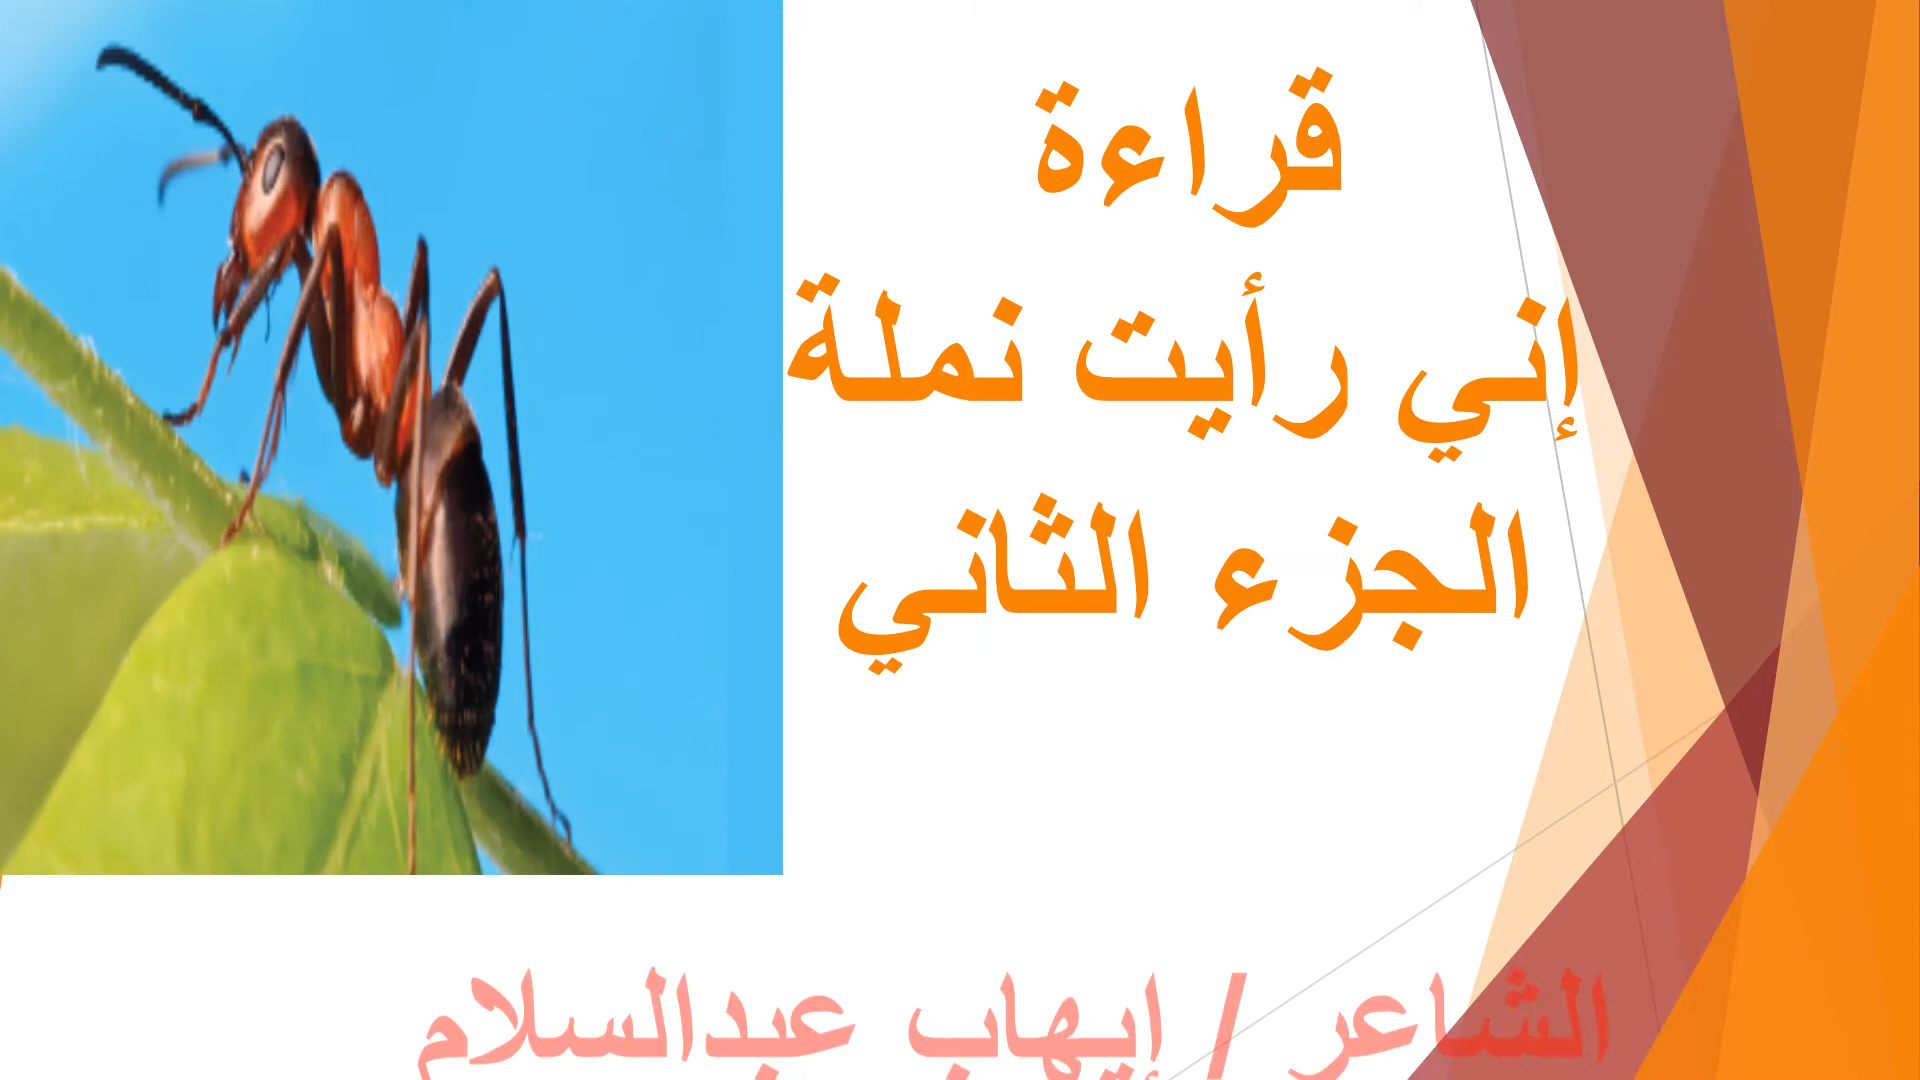 قراءة
إني رأيت نملة
الجزء الثاني
الشاعر / إيهاب عبدالسلام